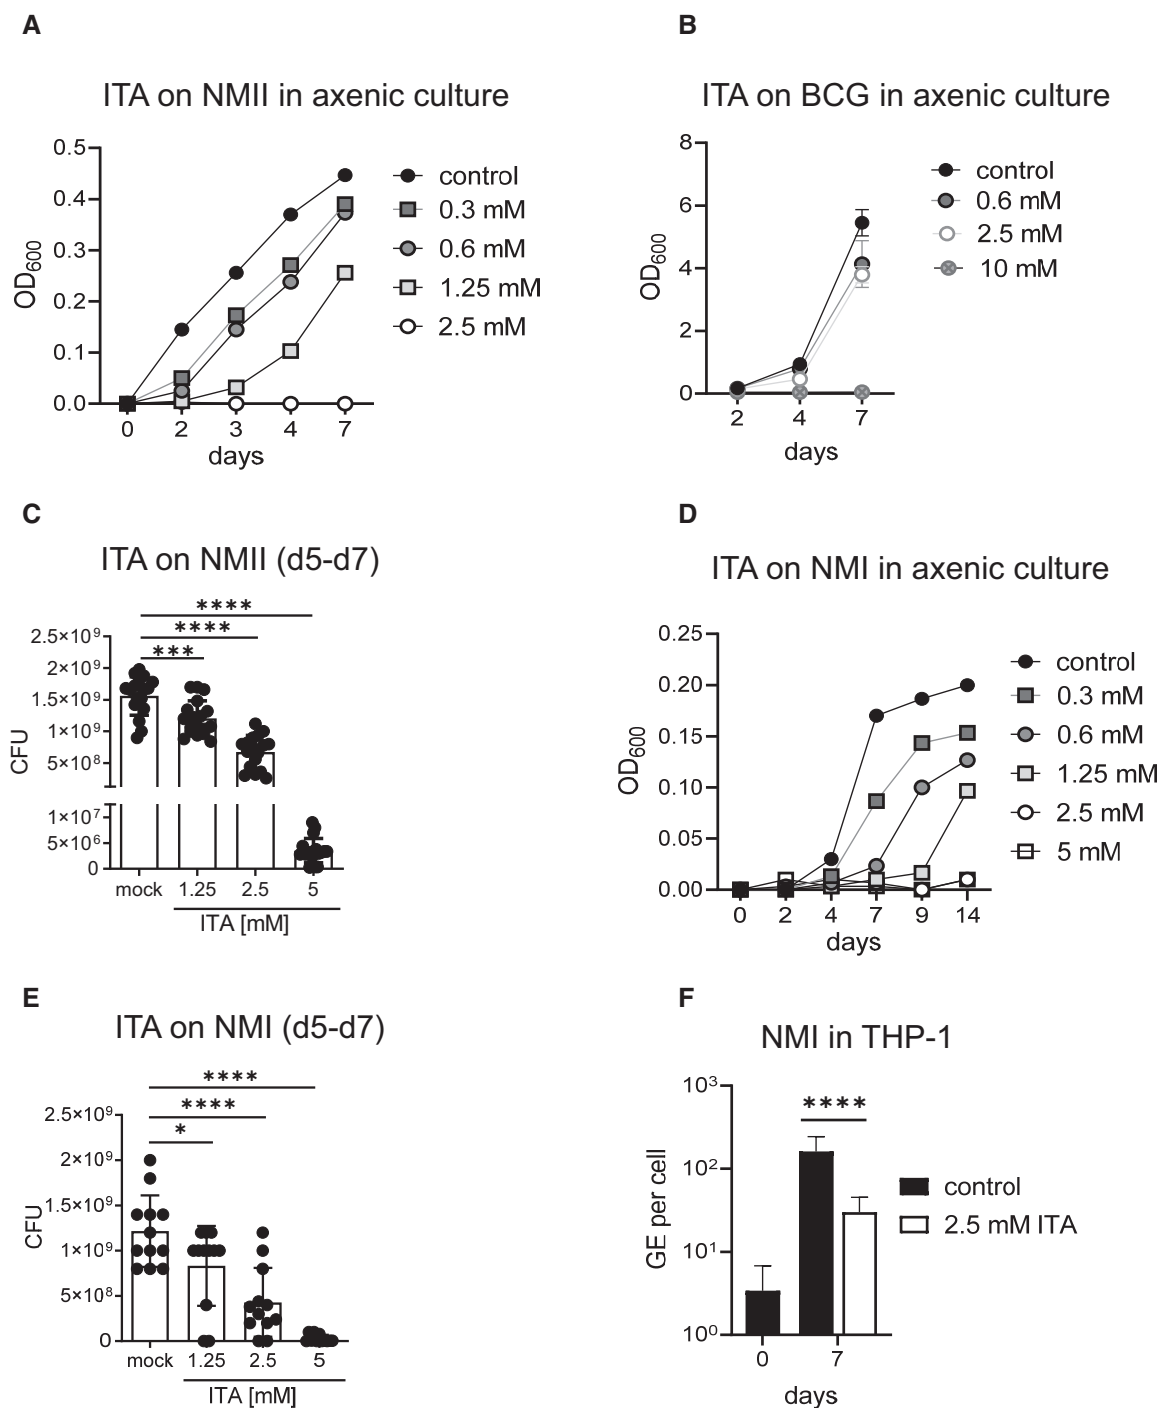 A
ITA on NMII in axenic culture
OD600
0.5
0.4
0.3
0.2
0.1
0.0
0 2 3 4 7
days
control
0.3 mM
0.6 mM
1.25 mM
2.5 mM
B
ITA on BCG in axenic culture
OD600
8
6
4
2
0
2 4 7
days
control
0.6 mM
2.5 mM
10 mM
C
ITA on NMII (d5-d7)
****
****
***
CFU
2.5×10⁹
2×10⁹
1.5×10⁹
1×10⁹
5×10⁸
1×10⁷
5×10⁶
0
mock 1.25 2.5 5
ITA [mM]
D
ITA on NMI in axenic culture
OD600
0.25
0.20
0.15
0.10
0.05
0.00
0 2 4 7 9 14
days
control
0.3 mM
0.6 mM
1.25 mM
2.5 mM
5 mM
E
ITA on NMI (d5-d7)
****
****
*
CFU
2.5×10⁹
2×10⁹
1.5×10⁹
1×10⁹
5×10⁸
0
mock 1.25 2.5 5
ITA [mM]
F
NMI in THP-1
****
GE per cell
10³
10²
10¹
10⁰
0 7
days
control
2.5 mM ITA